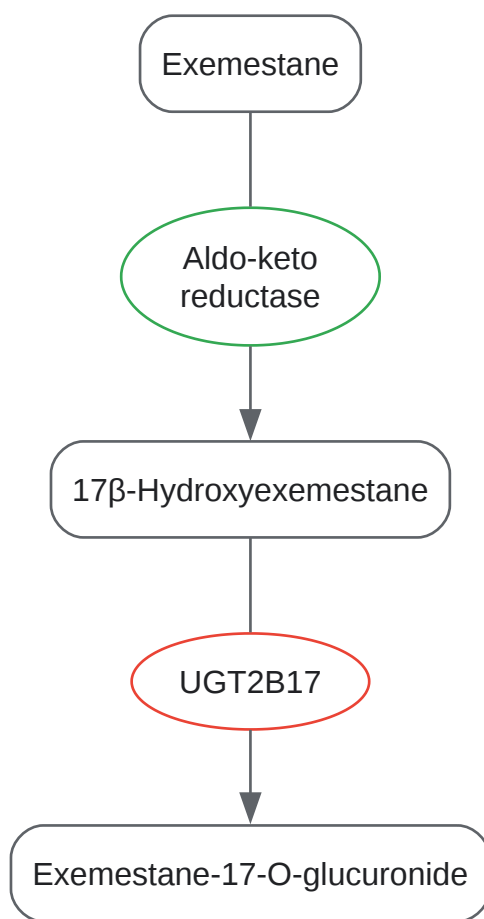 Exemestane
Aldo-keto
reductase
17β-Hydroxyexemestane
UGT2B17
Exemestane-17-O-glucuronide